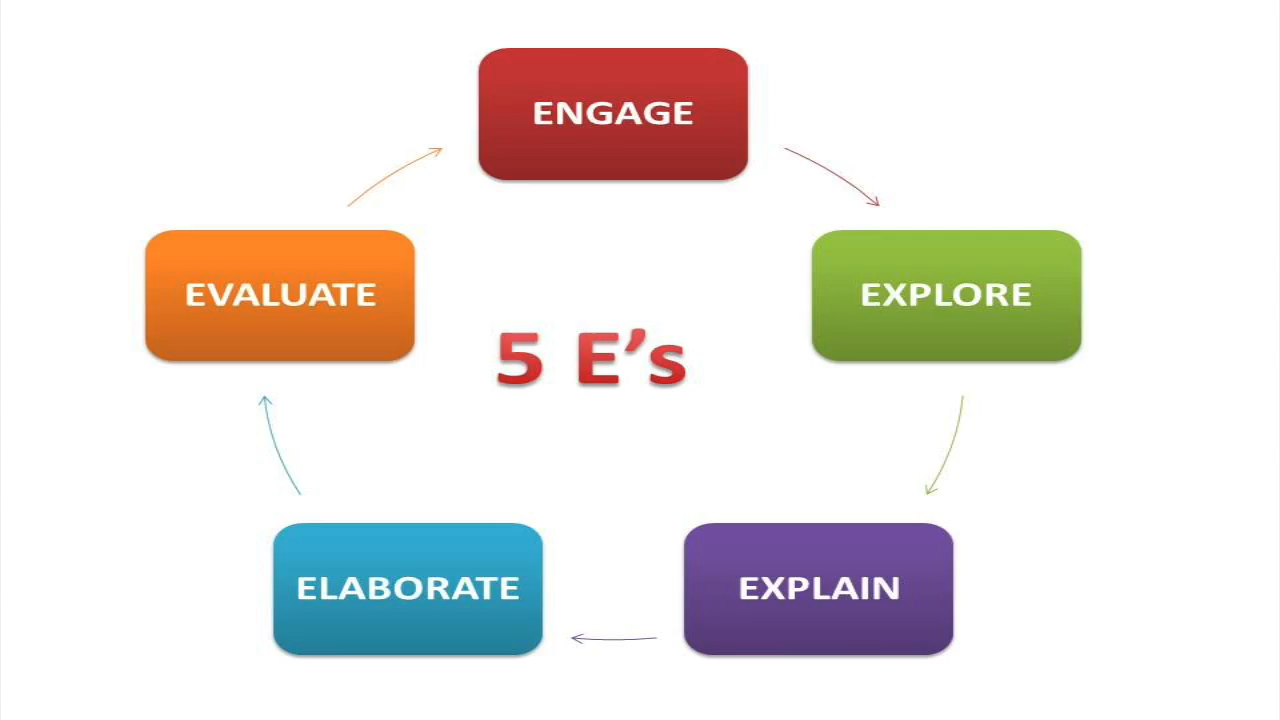 ENGAGE
EXPLORE
EXPLAIN
ELABORATE
EVALUATE
5 E’s